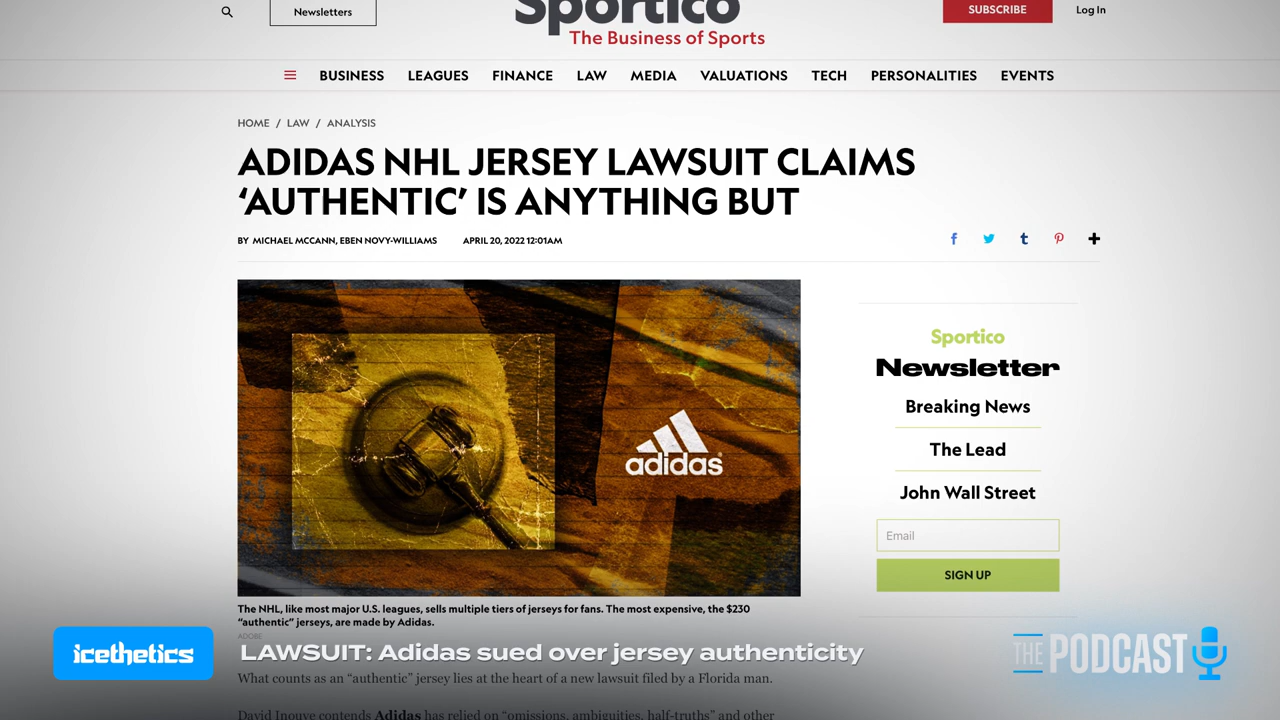 Newsletters
Sportico
The Business of Sports
SUBSCRIBE
Log In
BUSINESS LEAGUES FINANCE LAW MEDIA VALUATIONS TECH PERSONALITIES EVENTS
HOME / LAW / ANALYSIS
ADIDAS NHL JERSEY LAWSUIT CLAIMS
‘AUTHENTIC’ IS ANYTHING BUT
BY MICHAEL MCCANN, EBEN NOVY-WILLIAMS APRIL 20, 2022 12:01AM
adidas
Sportico
Newsletter
Breaking News
The Lead
John Wall Street
Email
SIGN UP
The NHL, like most major U.S. leagues, sells multiple tiers of jerseys for fans. The most expensive, the $230
“authentic” jerseys, are made by Adidas.
ADOBE
icethetics
LAWSUIT: Adidas sued over jersey authenticity
THE PODCAST
What counts as an “authentic” jersey lies at the heart of a new lawsuit filed by a Florida man.
David Inouye contends Adidas has relied on “omissions, ambiguities, half-truths” and other